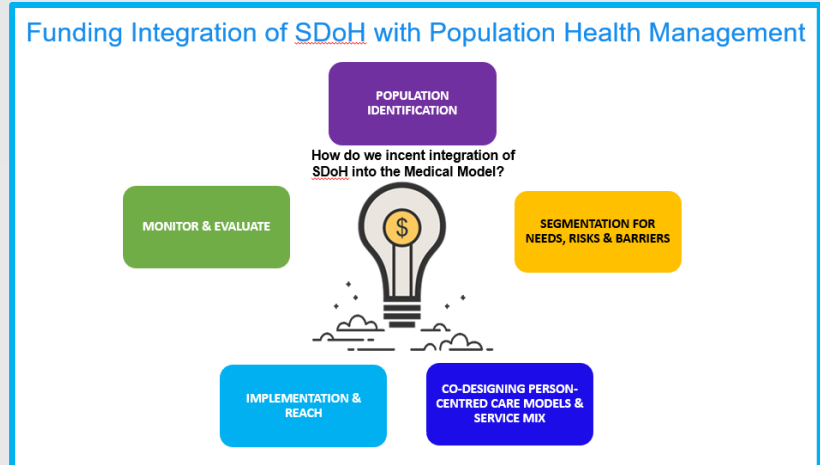 Funding Integration of SDoH with Population Health Management
POPULATION
IDENTIFICATION
How do we incent integration of
SDoH into the Medical Model?
MONITOR & EVALUATE
$
SEGMENTATION FOR
NEEDS, RISKS & BARRIERS
IMPLEMENTATION &
REACH
CO-DESIGNING PERSON-
CENTRED CARE MODELS &
SERVICE MIX